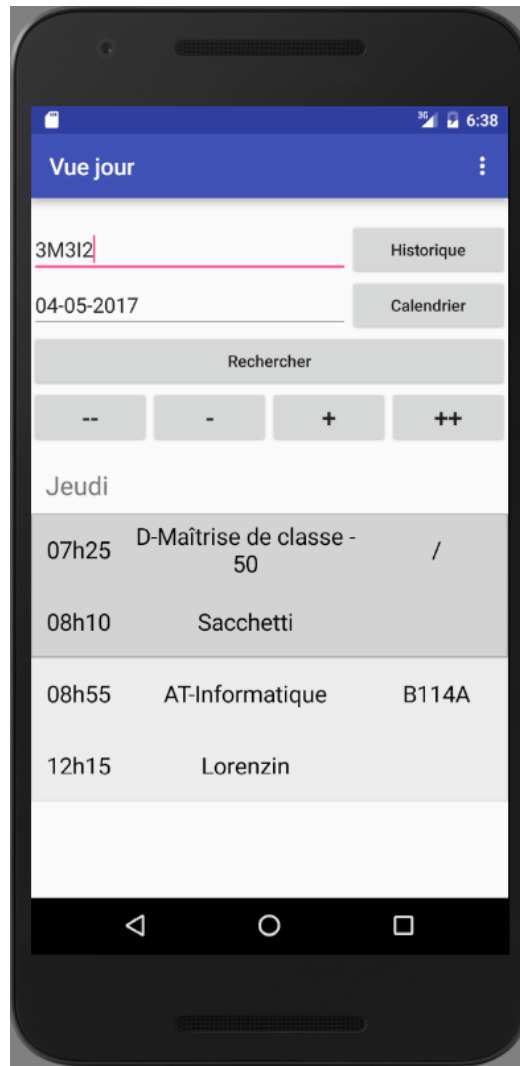 3G 6:38
Vue jour
3M3I2 Historique
04-05-2017 Calendrier
Rechercher
-- - + ++
Jeudi
07h25 D-Maîtrise de classe - /
50
08h10 Sacchetti
08h55 AT-Informatique B114A
12h15 Lorenzin